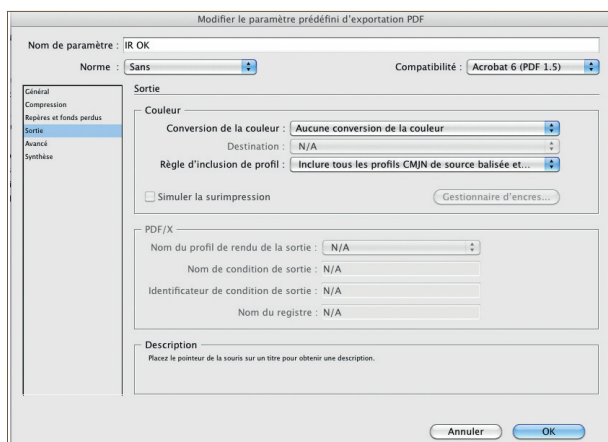 Modifier le paramètre prédéfini d'exportation PDF
Nom de paramètre : IR OK
Norme : Sans
Compatibilité : Acrobat 6 (PDF 1.5)
Général
Compression
Repères et fonds perdus
Sortie
Avancé
Synthèse
Sortie
Couleur
Conversion de la couleur : Aucune conversion de la couleur
Destination : N/A
Règle d'inclusion de profil : Inclure tous les profils CMJN de source balisée et...
Simuler la surimpression
Gestionnaire d'encres...
PDF/X
Nom du profil de rendu de la sortie : N/A
Nom de condition de sortie : N/A
Identificateur de condition de sortie : N/A
Nom du registre : N/A
Description
Placez le pointeur de la souris sur un titre pour obtenir une description.
Annuler
OK